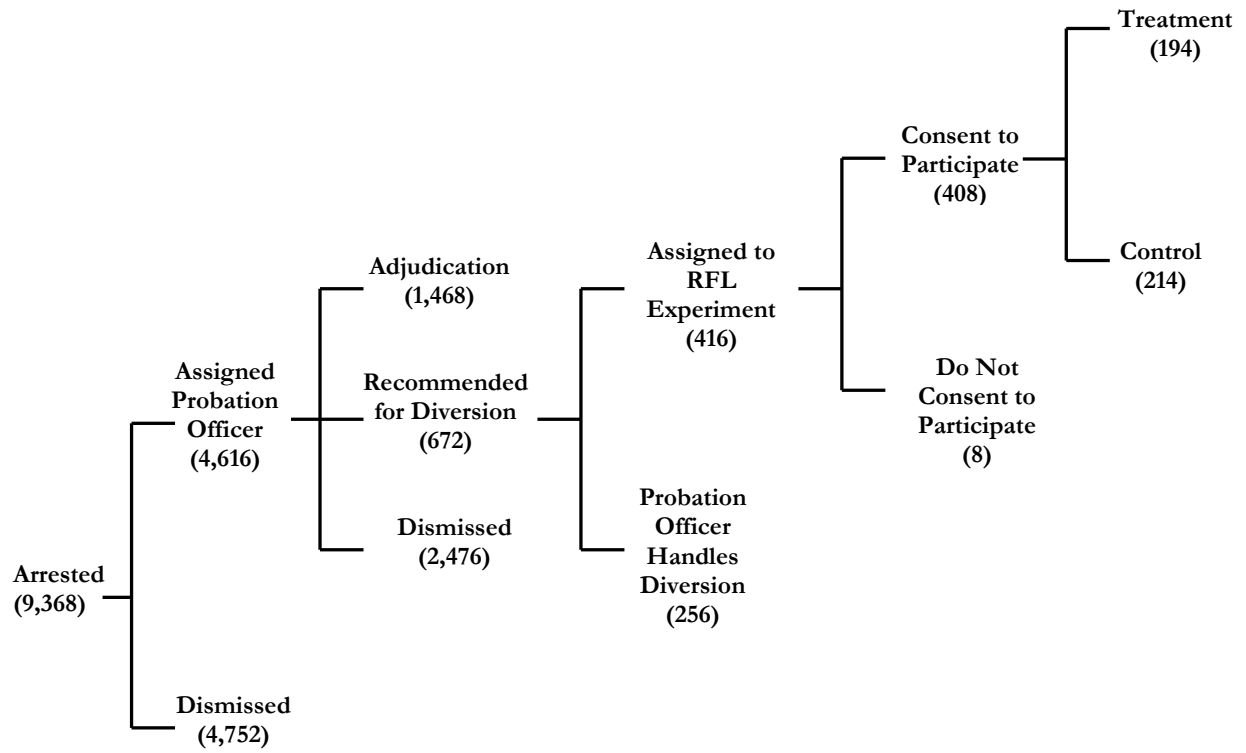 Arrested
(9,368)
Assigned
Probation
Officer
(4,616)
Dismissed
(4,752)
Adjudication
(1,468)
Recommended
for Diversion
(672)
Dismissed
(2,476)
Assigned to
RFL
Experiment
(416)
Probation
Officer
Handles
Diversion
(256)
Consent to
Participate
(408)
Do Not
Consent to
Participate
(8)
Treatment
(194)
Control
(214)